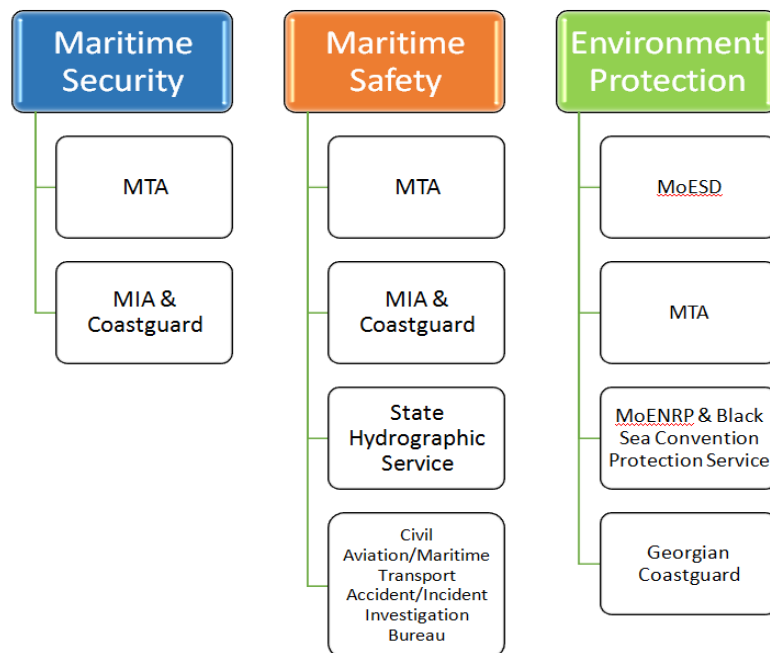 Maritime
Security
MTA
MIA &
Coastguard
Maritime
Safety
MTA
MIA &
Coastguard
State
Hydrographic
Service
Civil
Aviation/Maritime
Transport
Accident/Incident
Investigation
Bureau
Environment
Protection
MoESD
MTA
MoENRP & Black
Sea Convention
Protection Service
Georgian
Coastguard